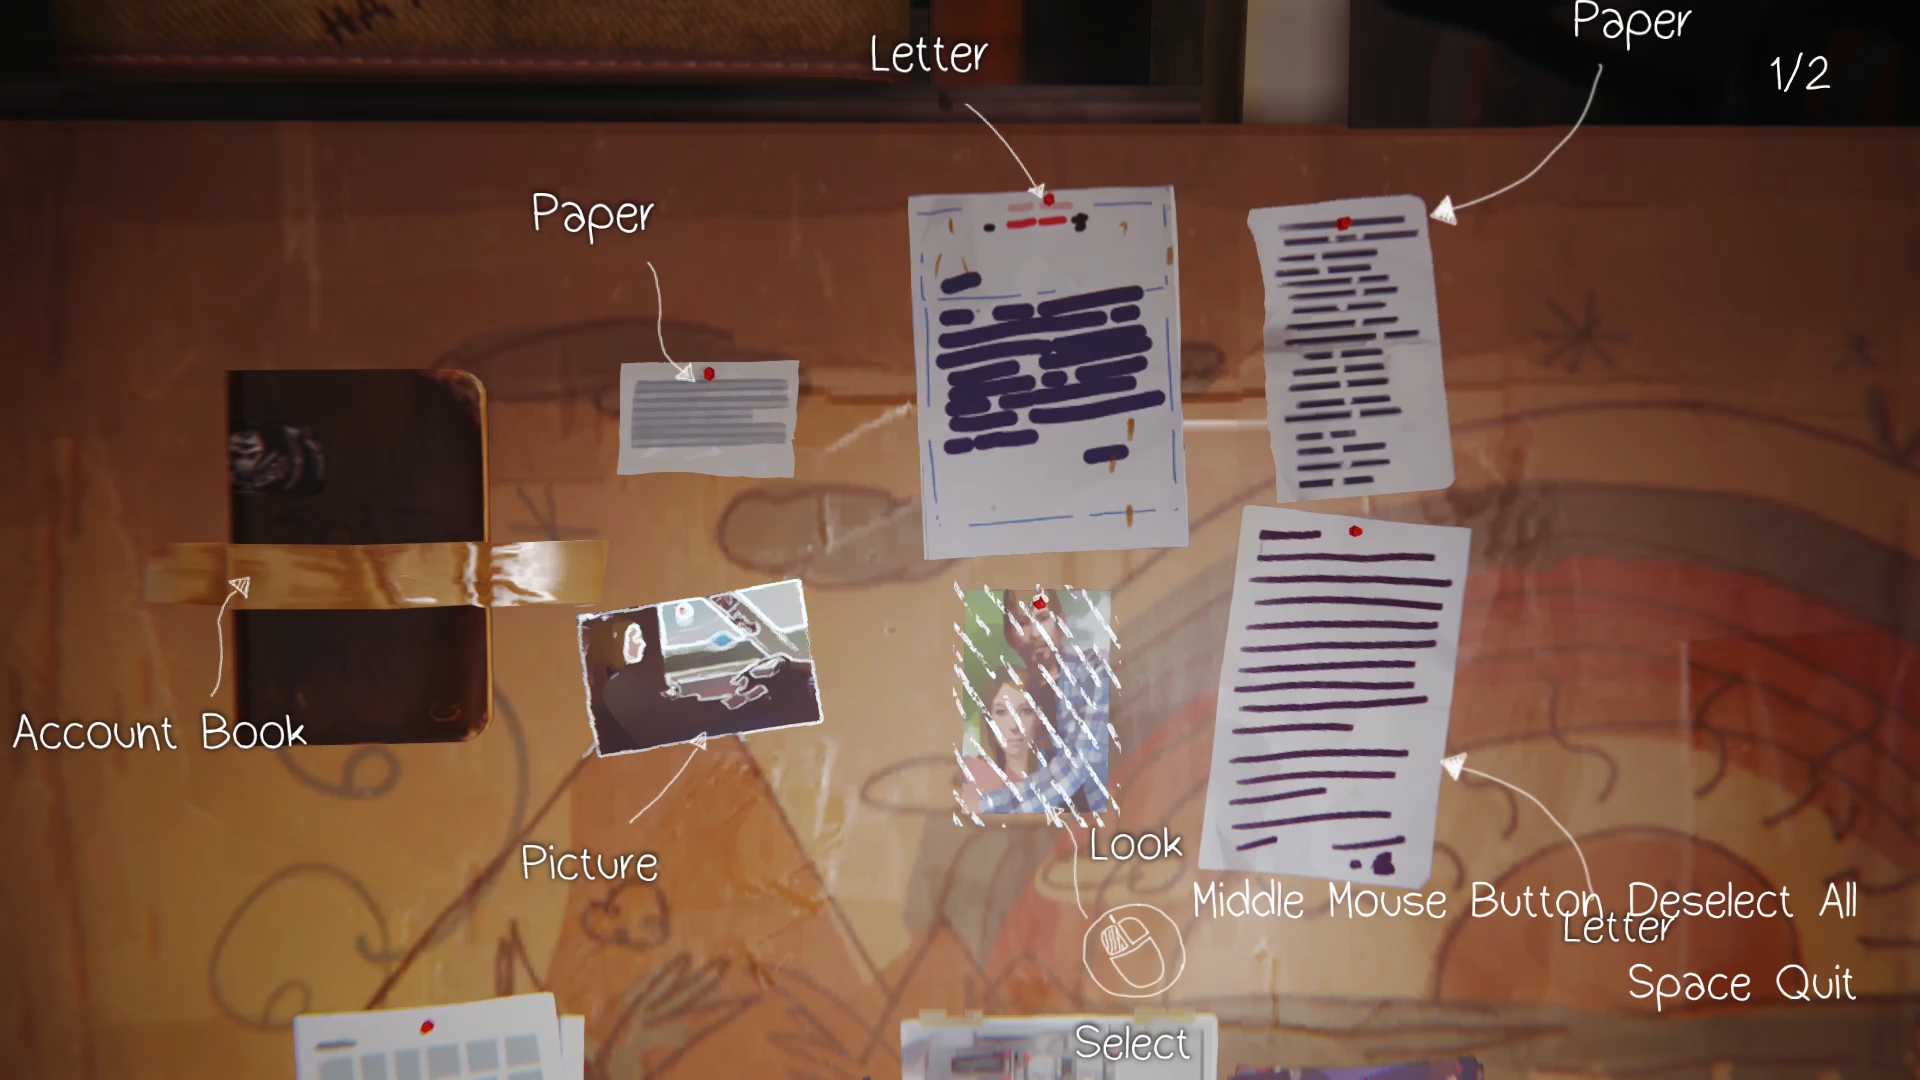 Letter
Paper
1/2
Paper
Account Book
Picture
Look
Middle Mouse Button Deselect All
Letter
Space Quit
Select